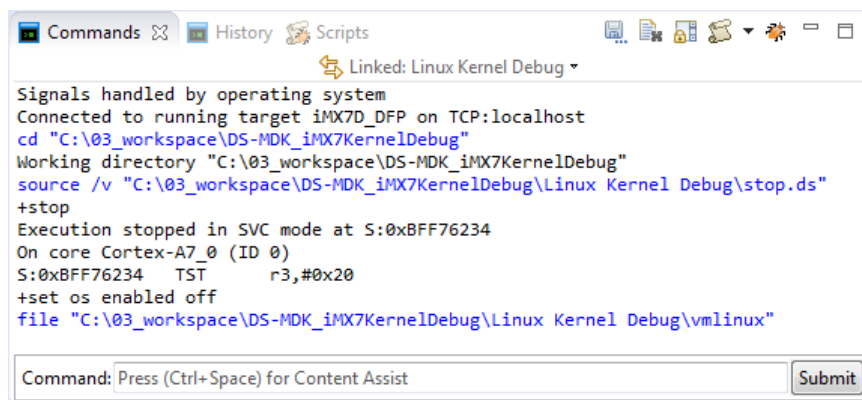 Commands History Scripts
Linked: Linux Kernel Debug
Signals handled by operating system
Connected to running target iMX7D_DFP on TCP:localhost
cd "C:\03_workspace\DS-MDK_iMX7KernelDebug"
Working directory "C:\03_workspace\DS-MDK_iMX7KernelDebug"
source /v "C:\03_workspace\DS-MDK_iMX7KernelDebug\Linux Kernel Debug\stop.ds"
+stop
Execution stopped in SVC mode at S:0xBFF76234
On core Cortex-A7_0 (ID 0)
S:0xBFF76234   TST      r3,#0x20
+set os enabled off
file "C:\03_workspace\DS-MDK_iMX7KernelDebug\Linux Kernel Debug\vmlinux"
Command: Press (Ctrl+Space) for Content Assist Submit